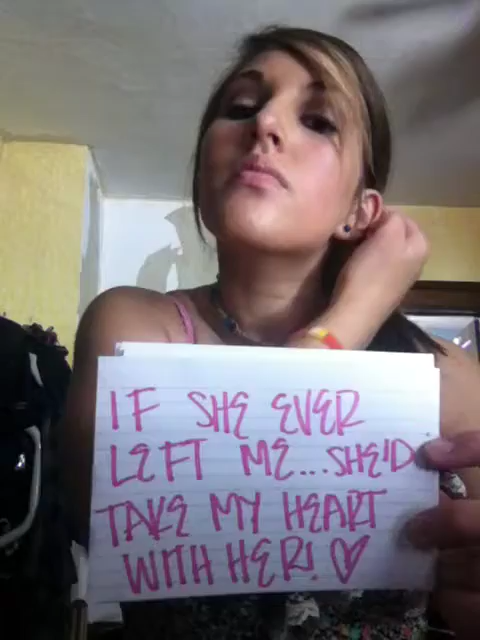 IF SHE EVER
LEFT ME...SHE'D
TAKE MY HEART
WITH HER! ♡